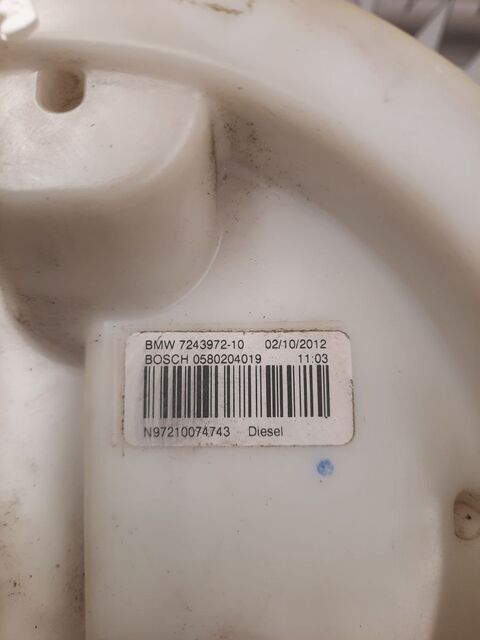 BMW 7243972-10 02/10/2012
BOSCH 0580204019 11:03
N97210074743 Diesel